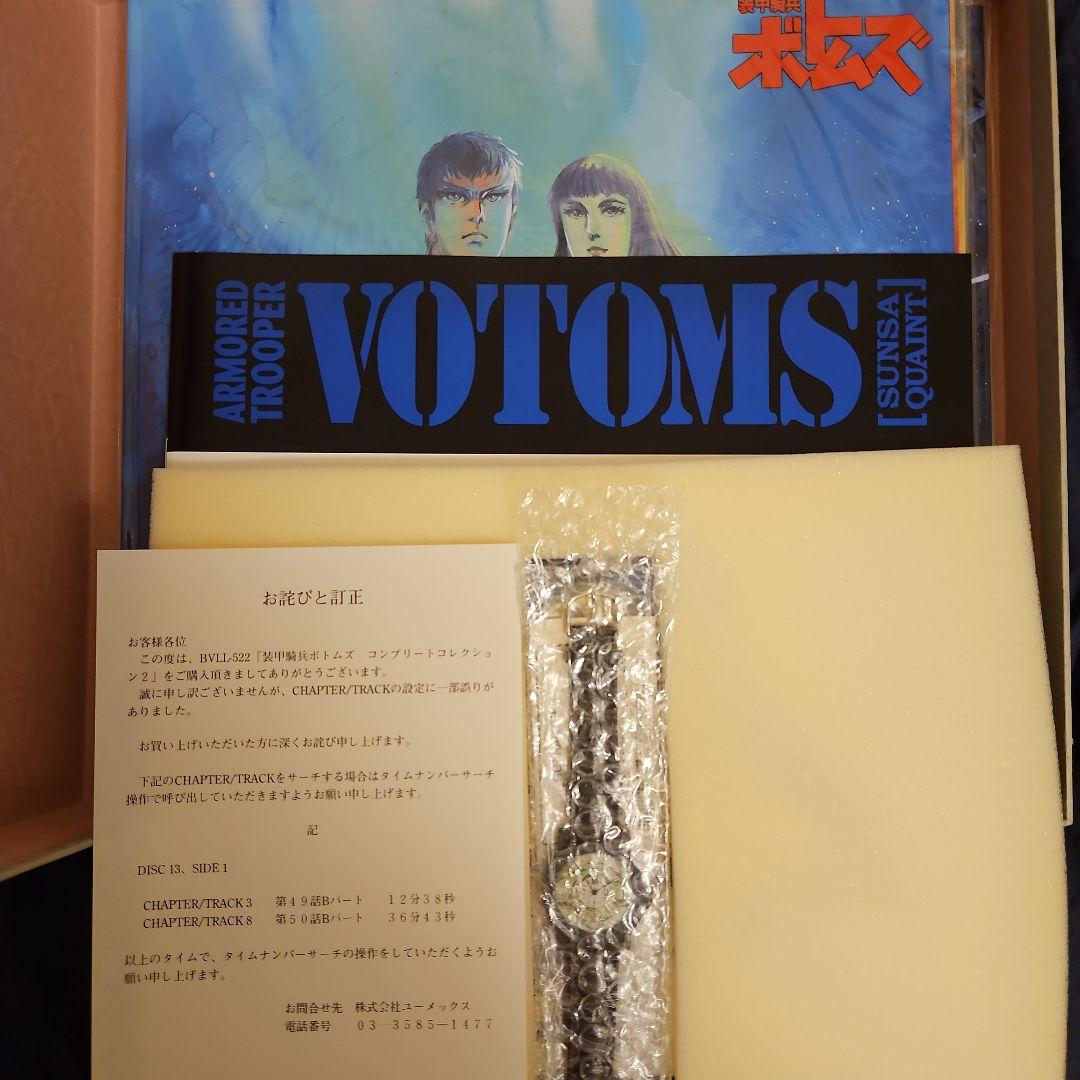 装甲騎兵
ボトムズ
ARMORED
TROOPER
VOTOMS
[SUNSA]
[QUAINT]
お詫びと訂正
お客様各位
この度は、BVLL-522「装甲騎兵ボトムズ　コンプリートコレクショ
ン２」をご購入頂きましてありがとうございます。
誠に申し訳ございませんが、CHAPTER/TRACKの設定に一部誤りが
ありました。
お買い上げいただいた方に深くお詫び申し上げます。
下記のCHAPTER/TRACKをサーチする場合はタイムナンバーサーチ
操作で呼び出していただきますようお願い申し上げます。
記
DISC 13、SIDE 1
CHAPTER/TRACK 3　第４９話Bパート　１２分３８秒
CHAPTER/TRACK 8　第５０話Bパート　３６分４３秒
以上のタイムで、タイムナンバーサーチの操作をしていただくようお
願い申し上げます。
お問合せ先　株式会社ユーメックス
電話番号　０３―３５８５―１４７７